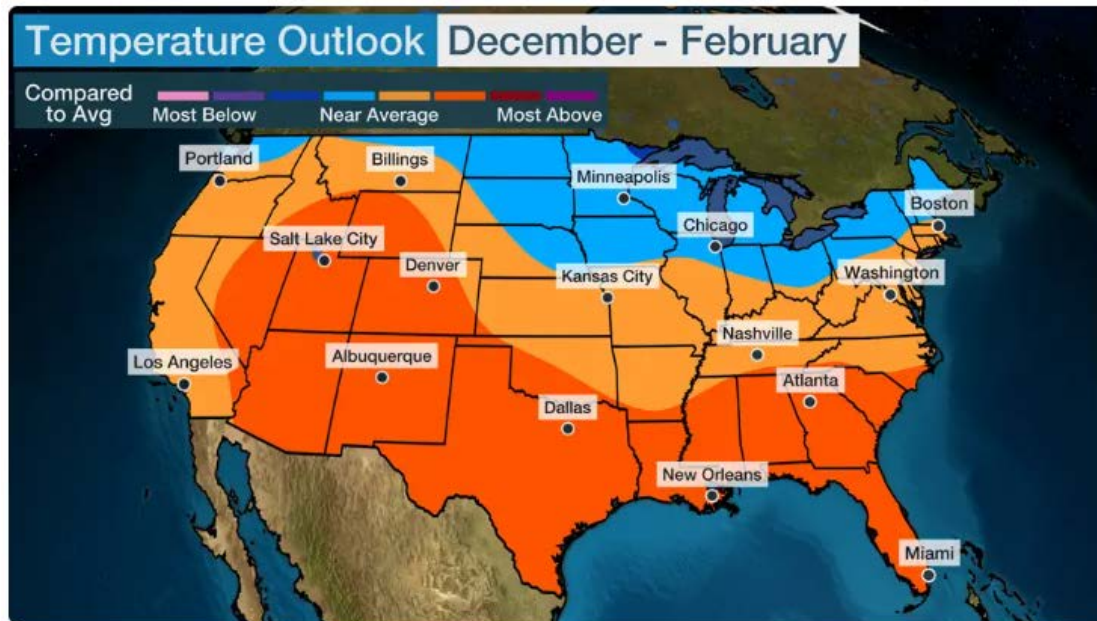 Temperature Outlook December - February
Compared
to Avg
Most Below Near Average Most Above
Portland
Billings
Minneapolis
Boston
Chicago
Salt Lake City
Denver
Kansas City
Washington
Nashville
Los Angeles
Albuquerque
Atlanta
Dallas
New Orleans
Miami